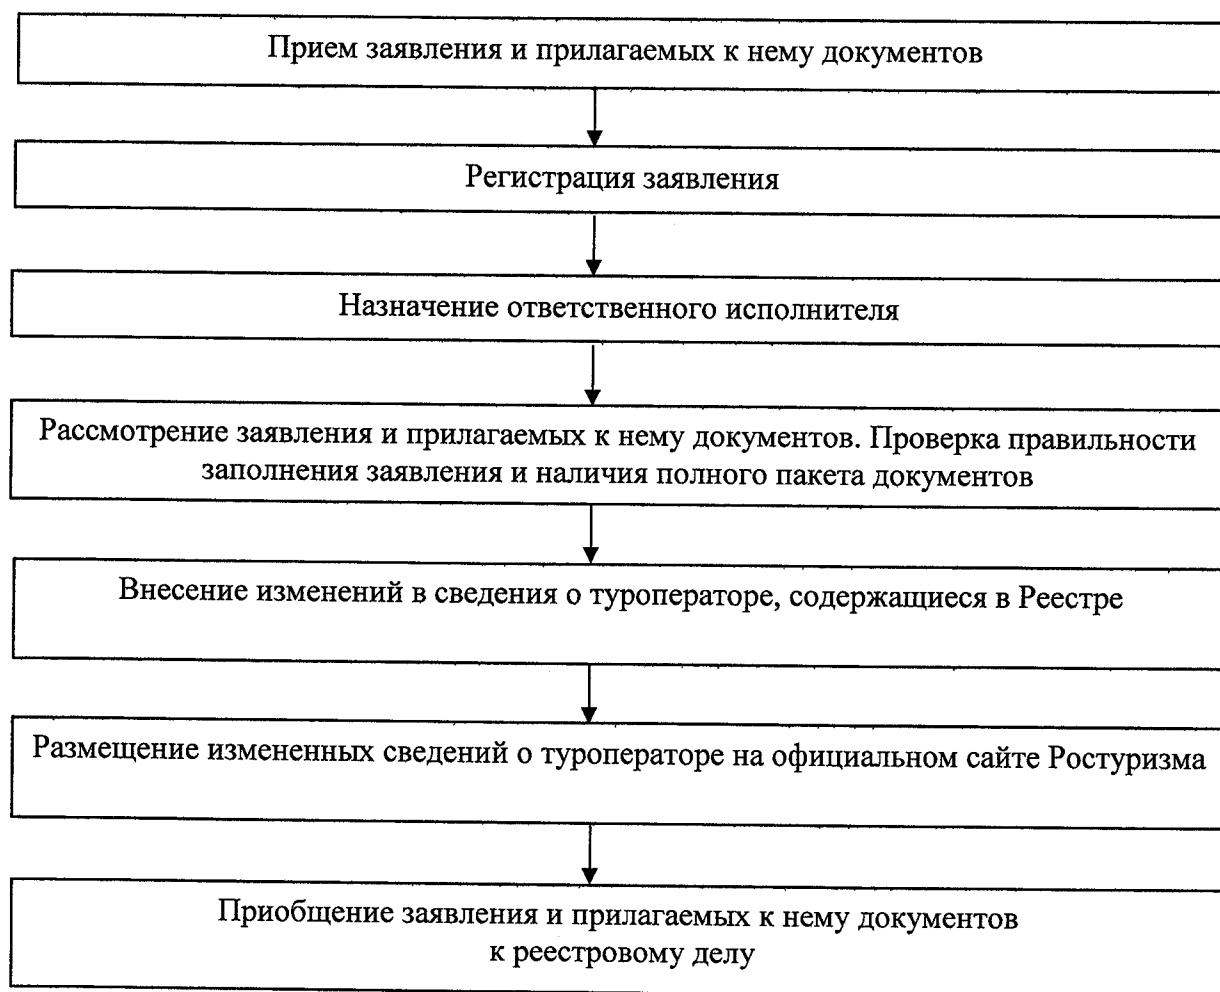 Прием заявления и прилагаемых к нему документов
Регистрация заявления
Назначение ответственного исполнителя
Рассмотрение заявления и прилагаемых к нему документов. Проверка правильности
заполнения заявления и наличия полного пакета документов
Внесение изменений в сведения о туроператоре, содержащиеся в Реестре
Размещение измененных сведений о туроператоре на официальном сайте Ростуризма
Приобщение заявления и прилагаемых к нему документов
к реестровому делу